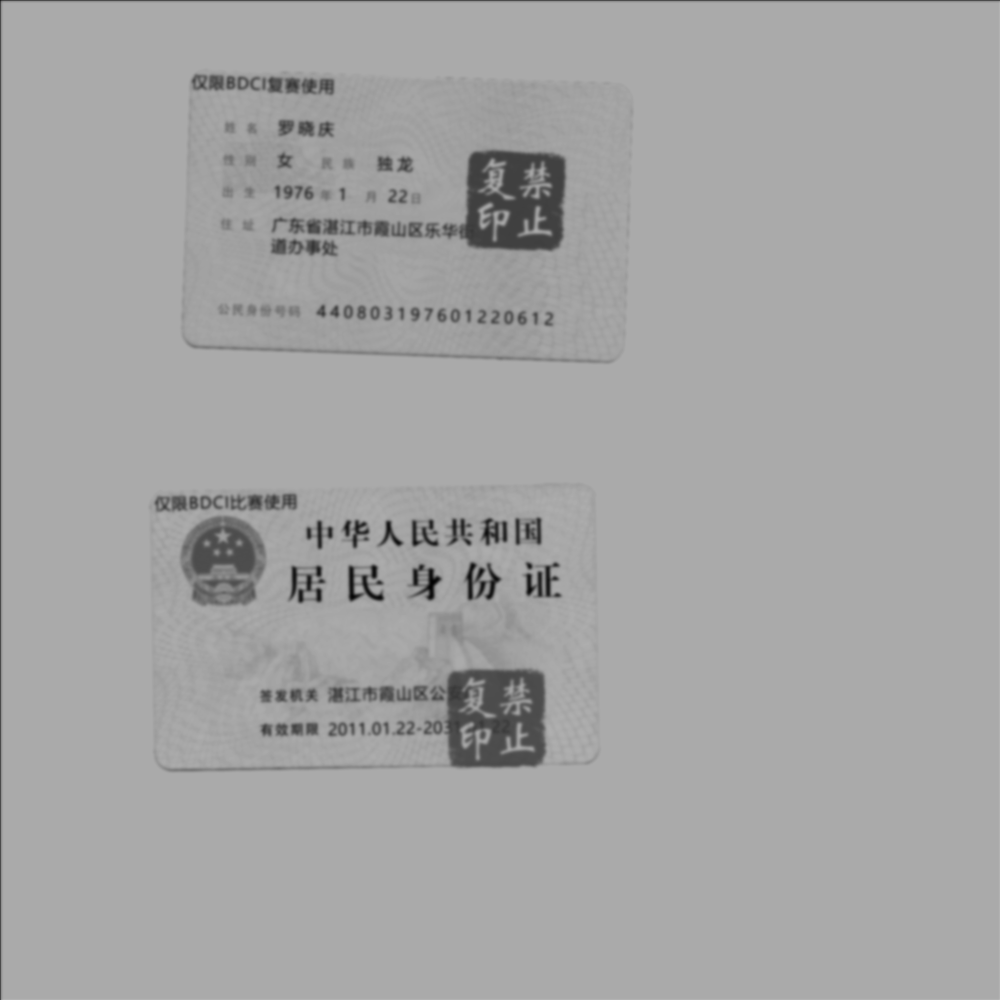 仅限BDCI复赛使用
姓名 罗晓庆
性别 女 民族 独龙
出生 1976 年 1 月 22 日
住址 广东省湛江市霞山区乐华街
道办事处
复禁
印止
公民身份号码 440803197601220612
仅限BDCI比赛使用
中华人民共和国
居民身份证
签发机关 湛江市霞山区公安
有效期限 2011.01.22-2031
复禁
印止